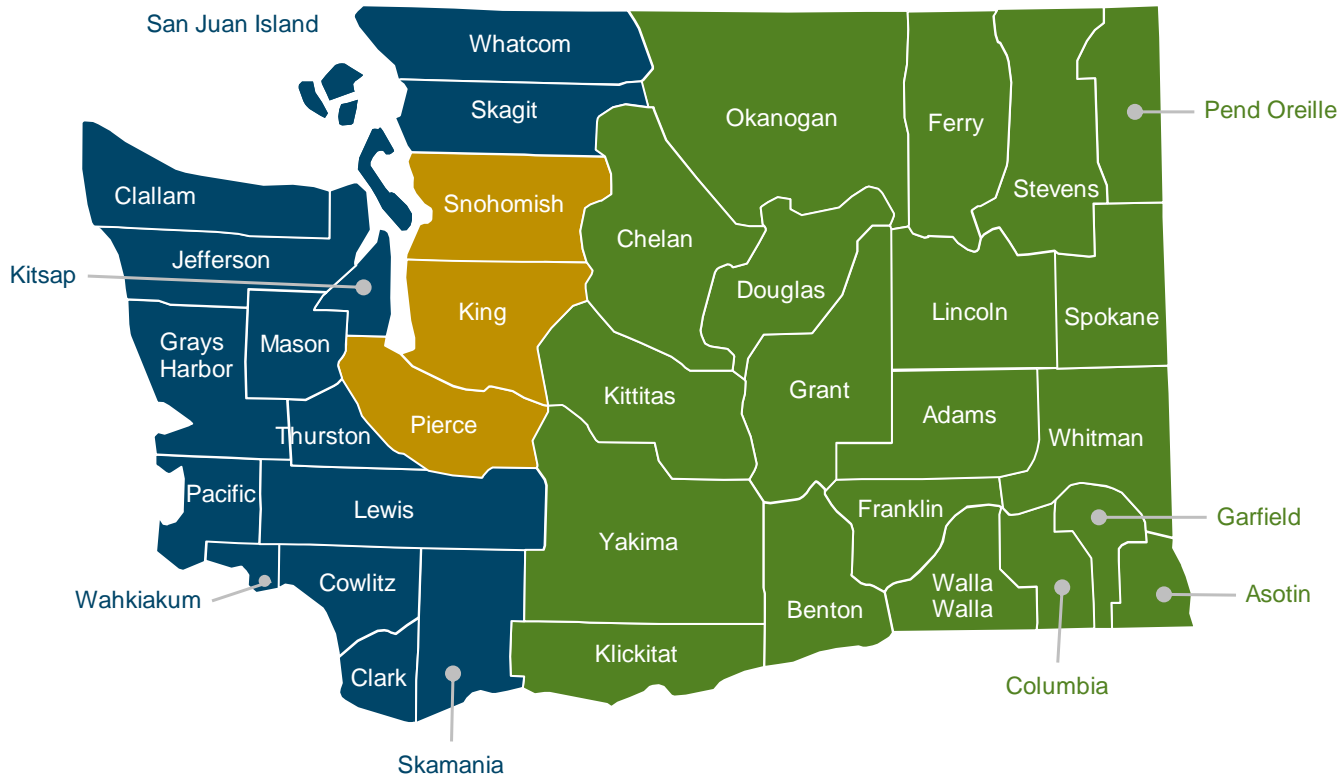 San Juan Island
Whatcom
Skagit
Okanogan
Ferry
Pend Oreille
Stevens
Clallam
Snohomish
Chelan
Jefferson
Kitsap
Douglas
King
Lincoln
Spokane
Grays
Harbor
Mason
Kittitas
Grant
Adams
Pierce
Thurston
Whitman
Pacific
Lewis
Franklin
Garfield
Yakima
Cowlitz
Wahkiakum
Walla
Walla
Benton
Asotin
Klickitat
Clark
Columbia
Skamania